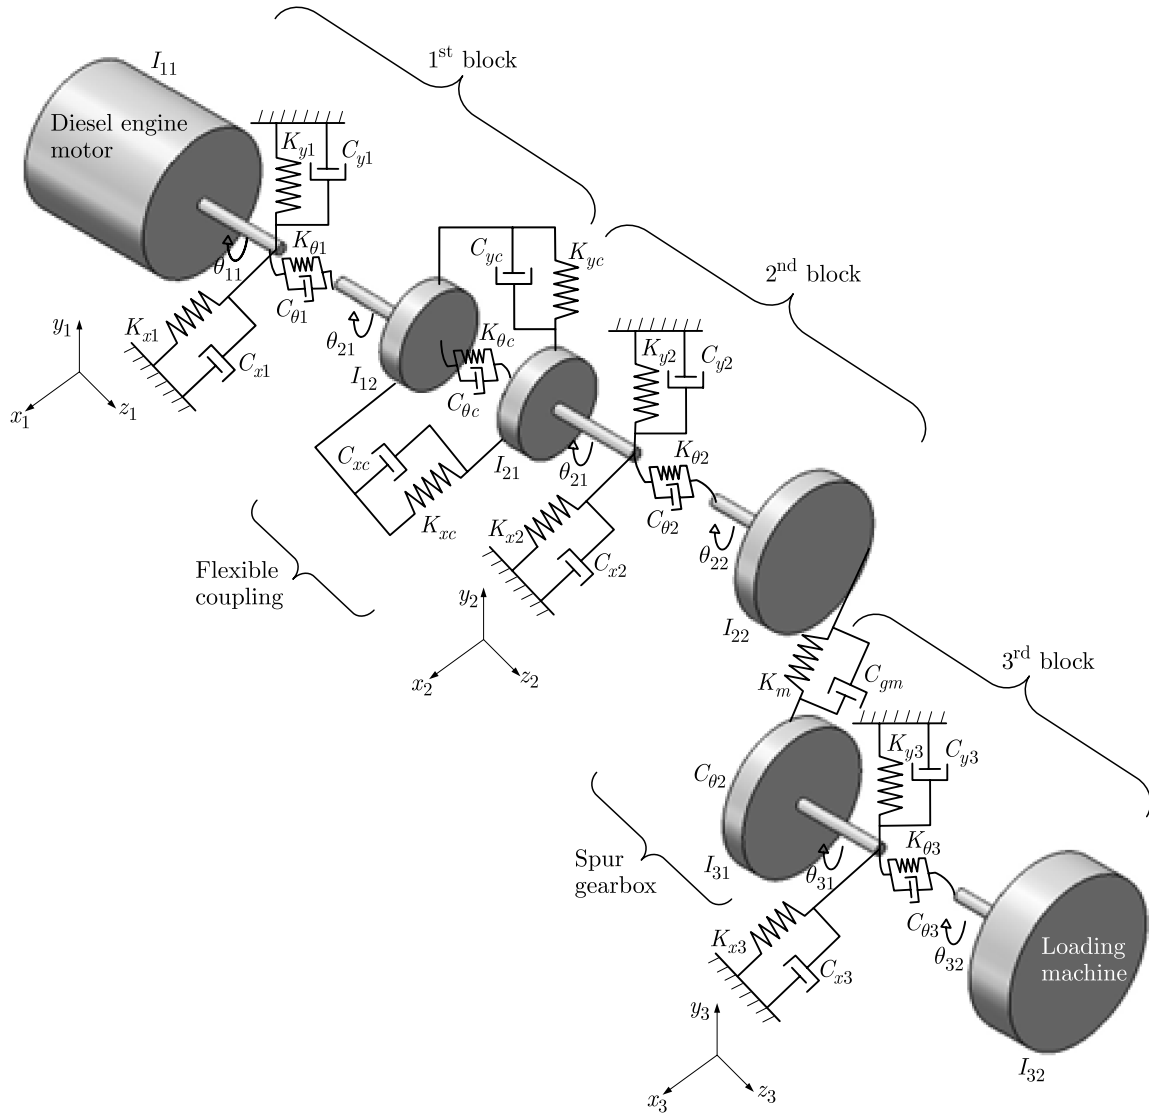 1st block
I11
Diesel engine
motor
Ky1
Cy1
Kθ1
θ11
Cθ1
Kx1
Cx1
y1
x1
z1
θ21
I12
Cyc
Kyc
Kθc
Cθc
2nd block
Ky2
Cy2
I21
θ21
Kθ2
Cθ2
Cxc
Kxc
Kx2
Cx2
θ22
Flexible
coupling
y2
x2
z2
I22
3rd block
Km
Cgm
Ky3
Cy3
Cθ2
Spur
gearbox
I31
θ31
Kθ3
Cθ3
θ32
Kx3
Cx3
Loading
machine
y3
x3
z3
I32